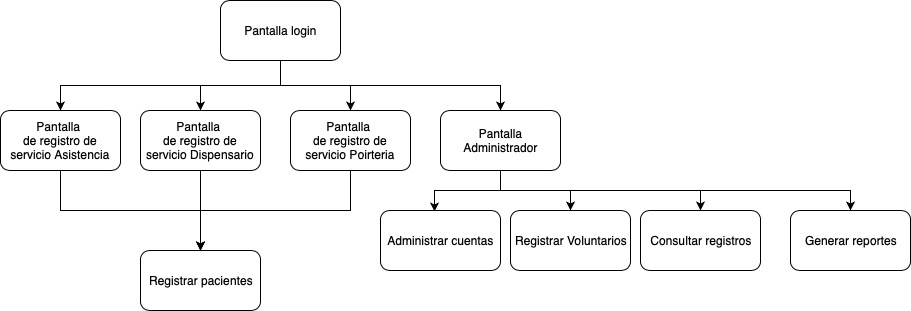 Pantalla login
Pantalla
de registro de
servicio Asistencia
Pantalla
de registro de
servicio Dispensario
Pantalla
de registro de
servicio Poirteria
Pantalla
Administrador
Administrar cuentas
Registrar Voluntarios
Consultar registros
Generar reportes
Registrar pacientes